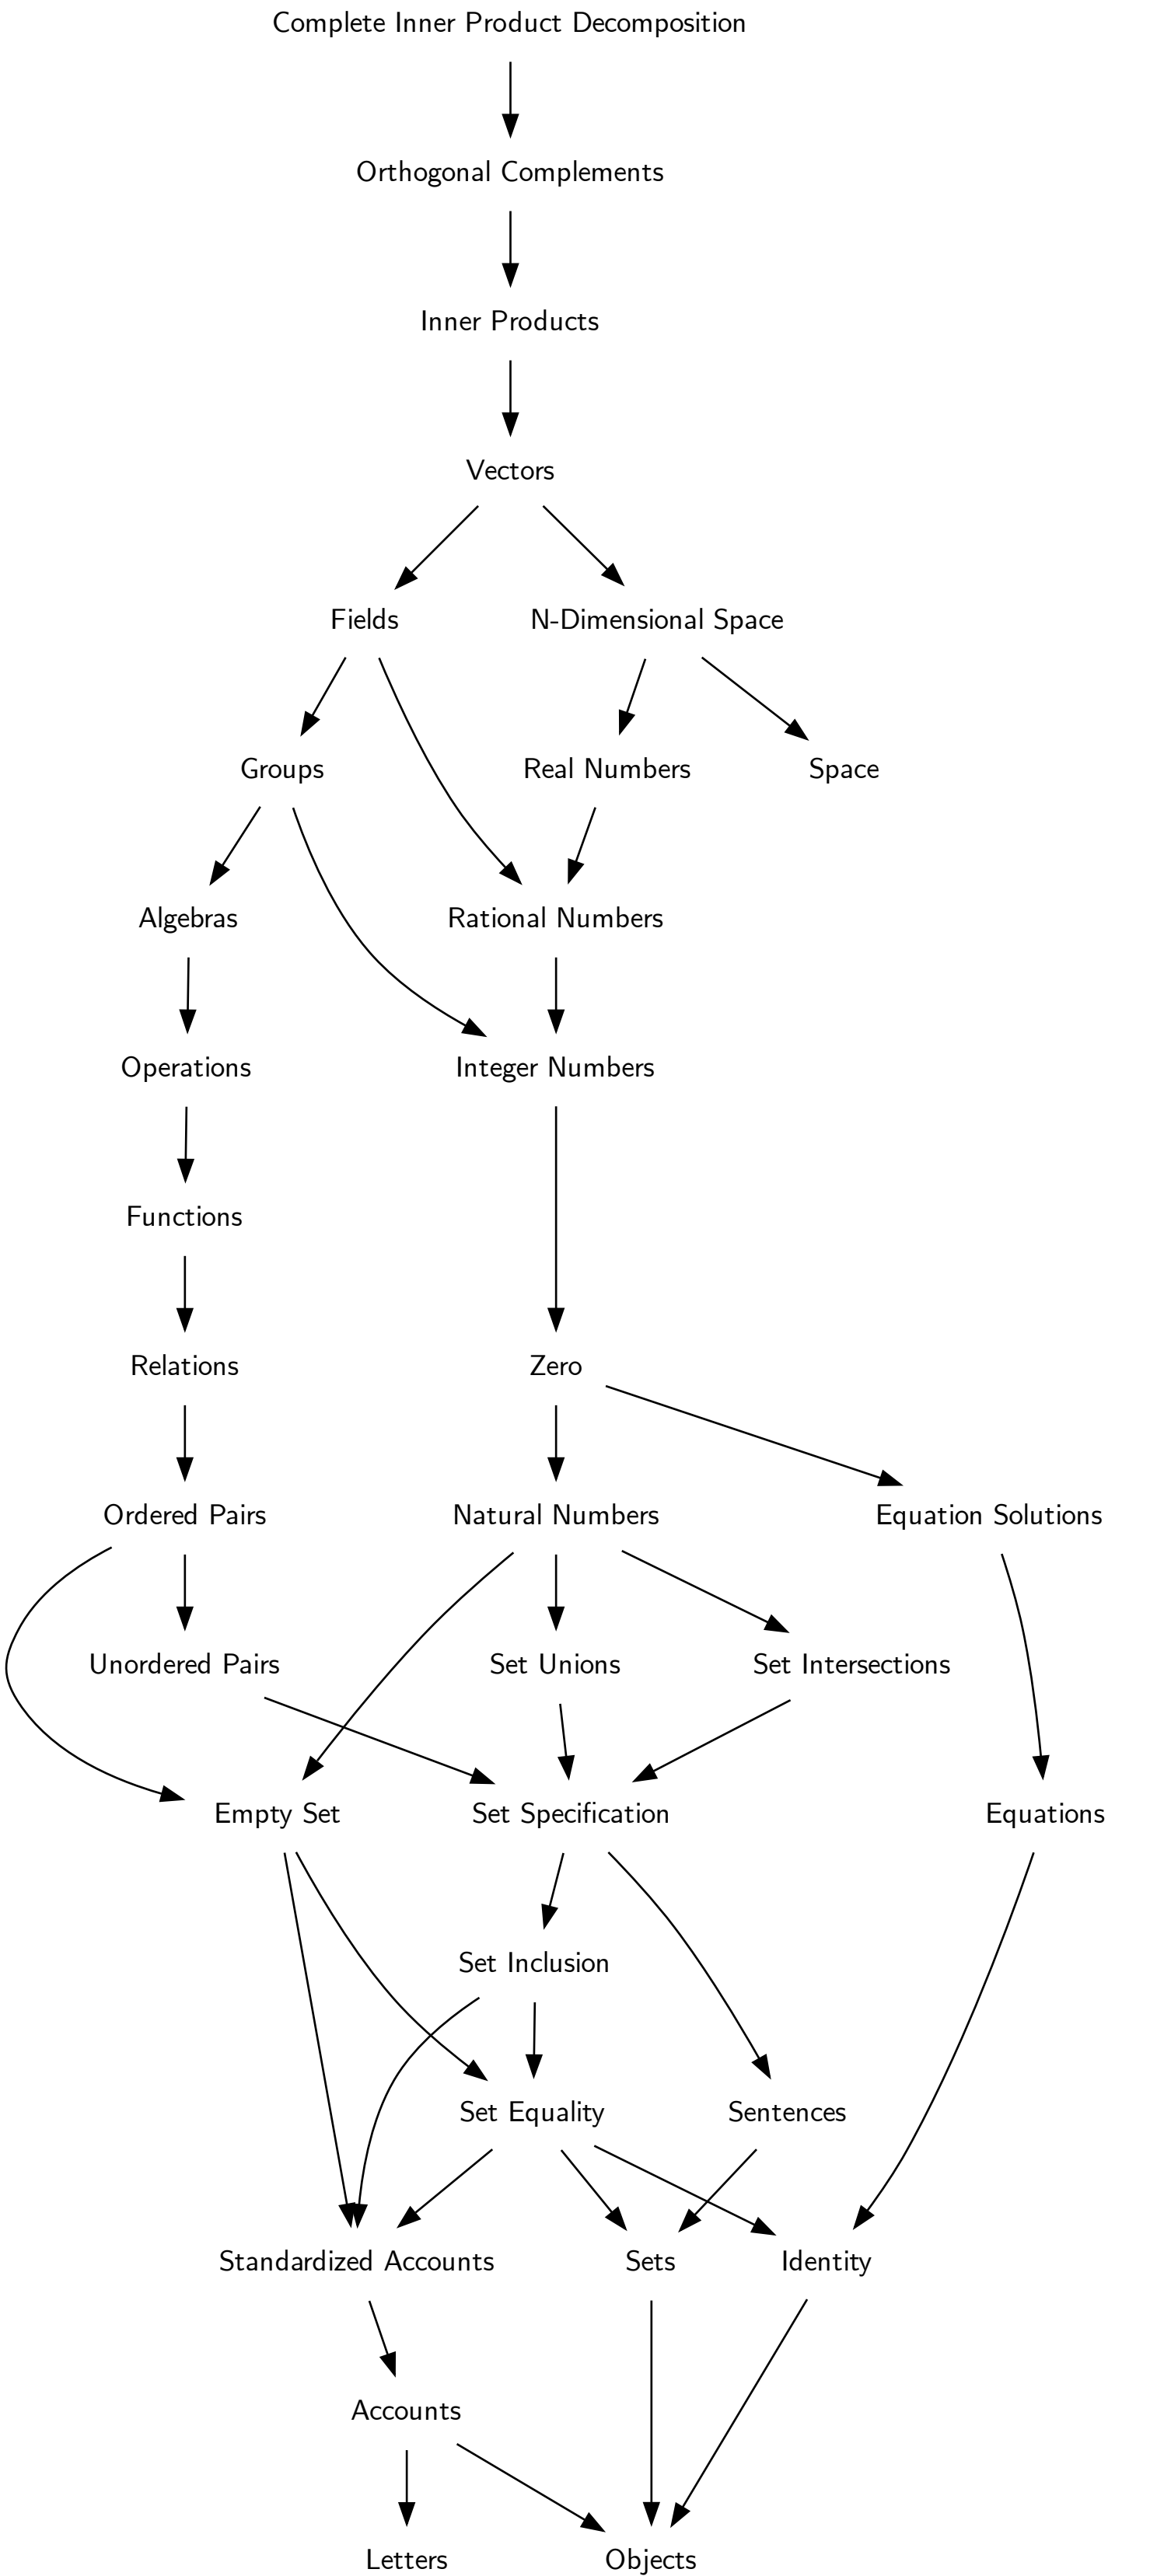 Complete Inner Product Decomposition
Orthogonal Complements
Inner Products
Vectors
Fields
N-Dimensional Space
Groups
Real Numbers
Space
Algebras
Rational Numbers
Operations
Integer Numbers
Functions
Relations
Zero
Ordered Pairs
Natural Numbers
Equation Solutions
Unordered Pairs
Set Unions
Set Intersections
Empty Set
Set Specification
Equations
Set Inclusion
Set Equality
Sentences
Standardized Accounts
Sets
Identity
Accounts
Letters
Objects